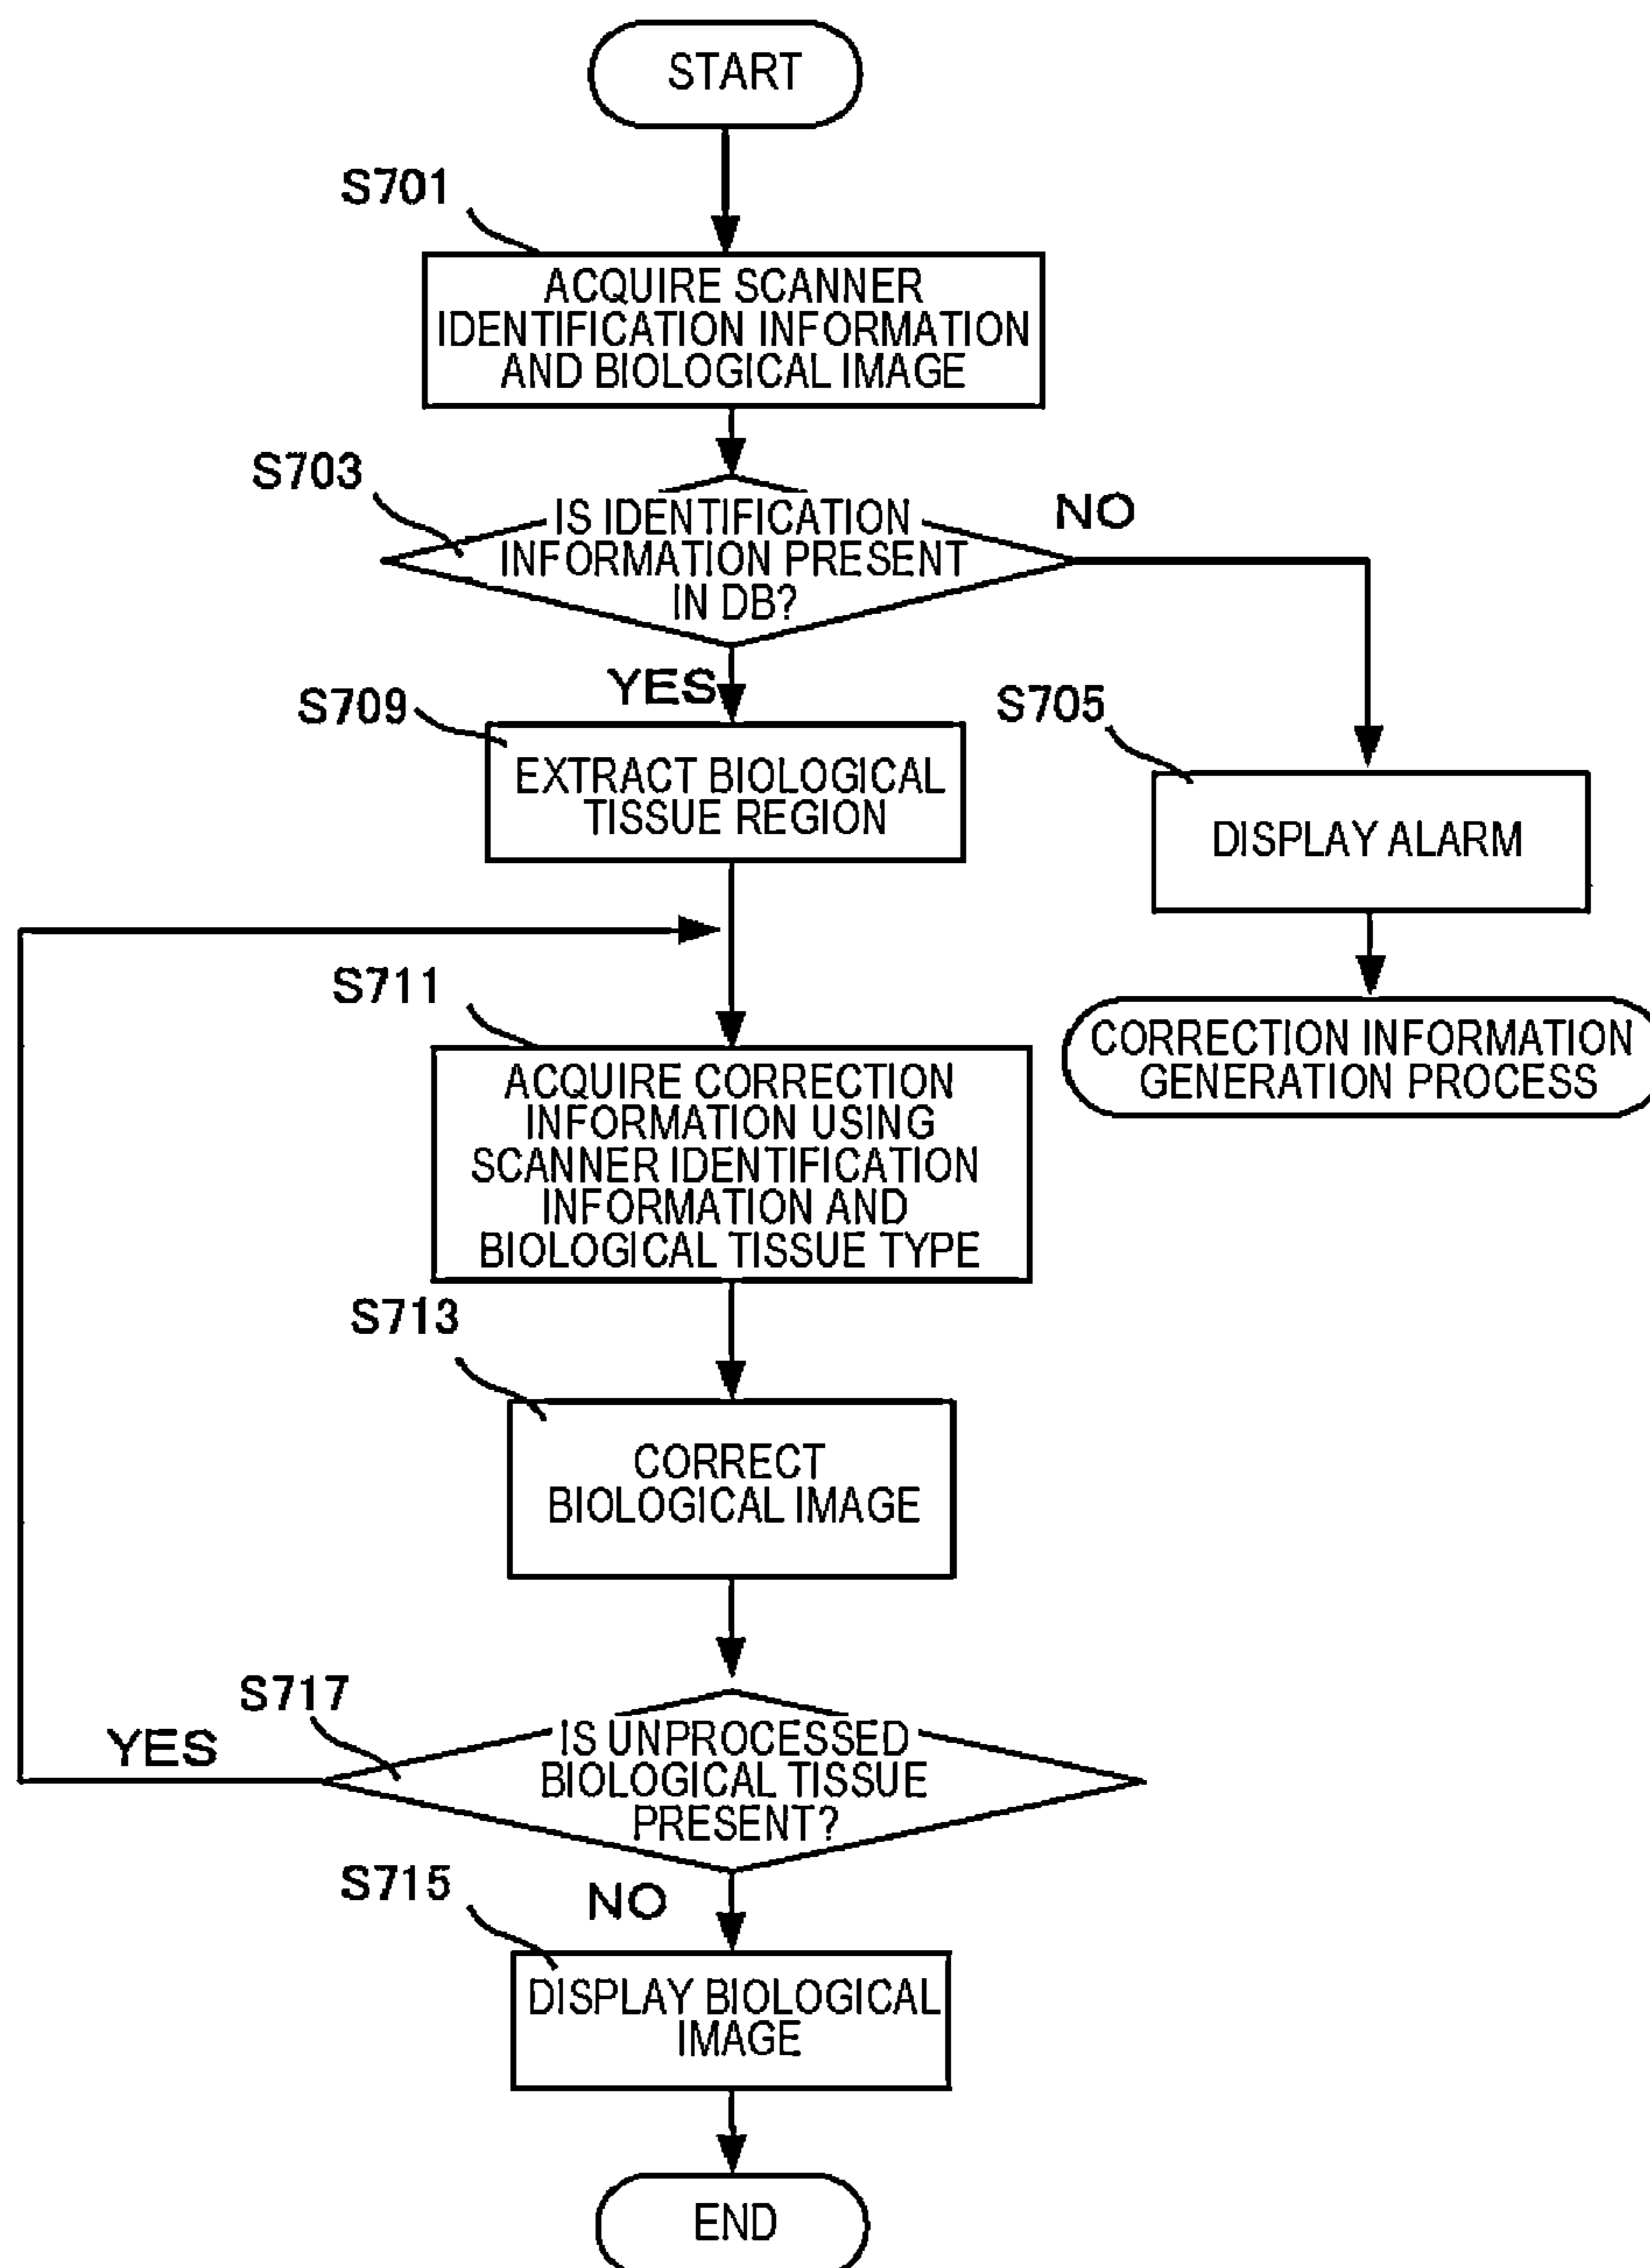 START
S701
ACQUIRE SCANNER
IDENTIFICATION INFORMATION
AND BIOLOGICAL IMAGE
S703
IS IDENTIFICATION
INFORMATION PRESENT
IN DB?
NO
YES
S709
EXTRACT BIOLOGICAL
TISSUE REGION
S705
DISPLAY ALARM
CORRECTION INFORMATION
GENERATION PROCESS
S711
ACQUIRE CORRECTION
INFORMATION USING
SCANNER IDENTIFICATION
INFORMATION AND
BIOLOGICAL TISSUE TYPE
S713
CORRECT
BIOLOGICAL IMAGE
S717
YES
IS UNPROCESSED
BIOLOGICAL TISSUE
PRESENT?
S715
NO
DISPLAY BIOLOGICAL
IMAGE
END